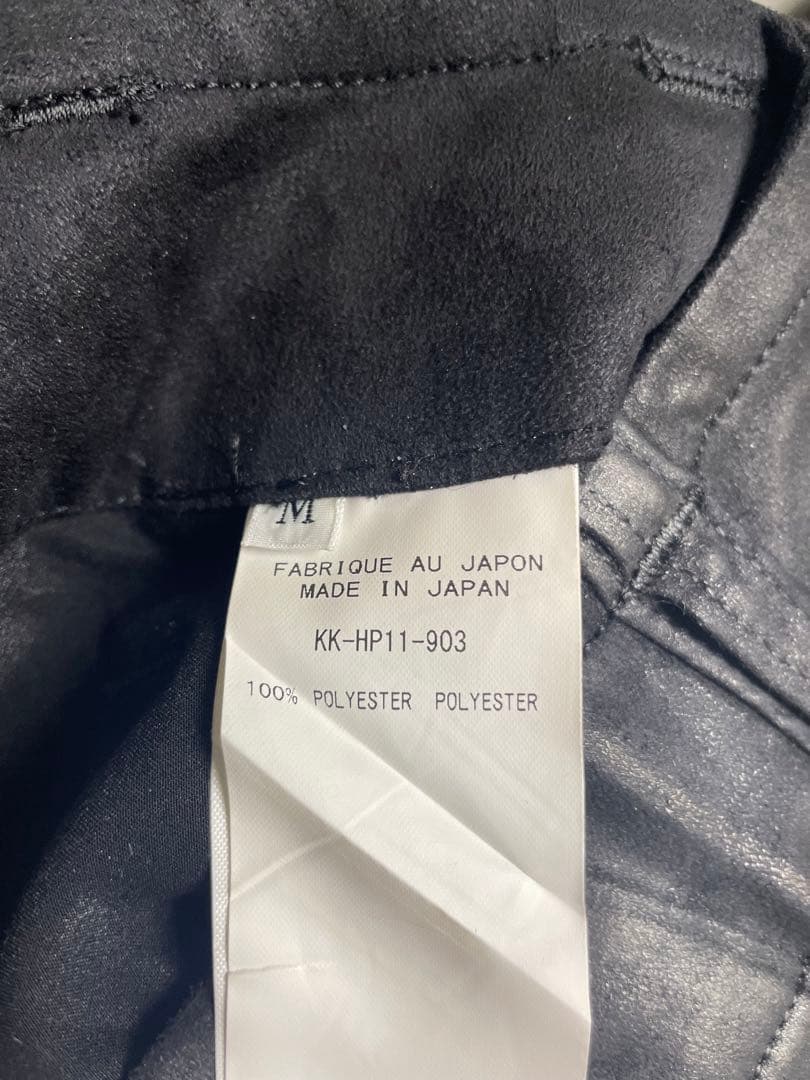 M
FABRIQUE AU JAPON
MADE IN JAPAN
KK-HP11-903
100% POLYESTER POLYESTER